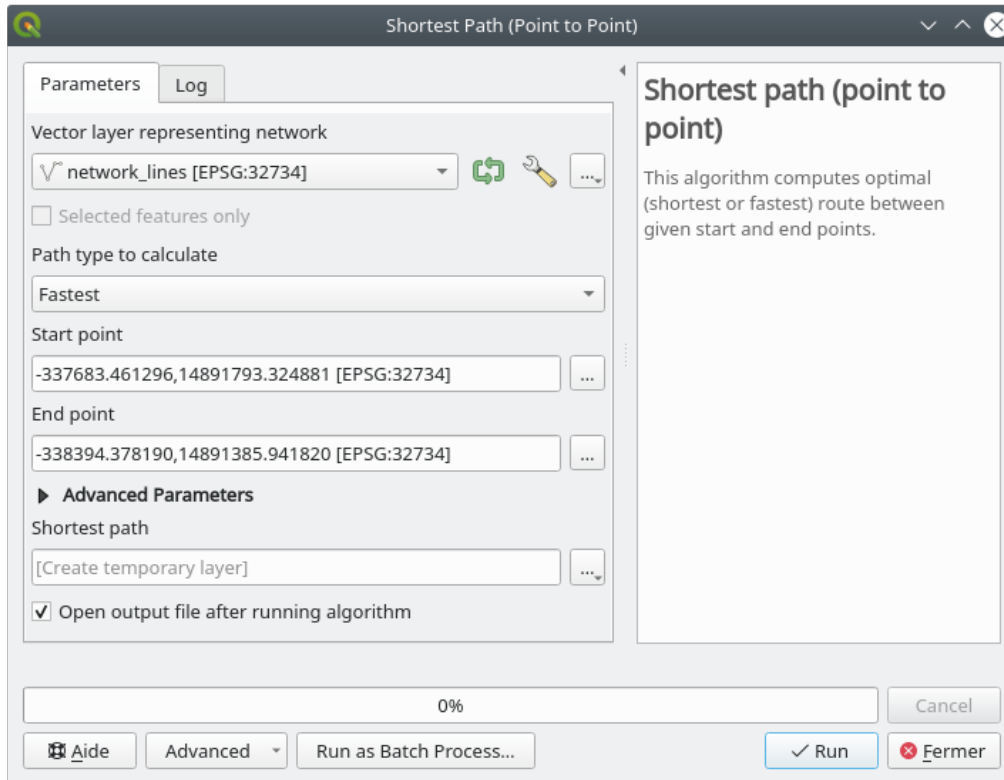 Shortest Path (Point to Point)
Parameters
Log
Vector layer representing network
network_lines [EPSG:32734]
...
Selected features only
Path type to calculate
Fastest
Start point
-337683.461296,14891793.324881 [EPSG:32734]
...
End point
-338394.378190,14891385.941820 [EPSG:32734]
...
Advanced Parameters
Shortest path
[Create temporary layer]
...
Open output file after running algorithm
Shortest path (point to
point)
This algorithm computes optimal
(shortest or fastest) route between
given start and end points.
0%
Cancel
Aide
Advanced
Run as Batch Process...
Run
Fermer